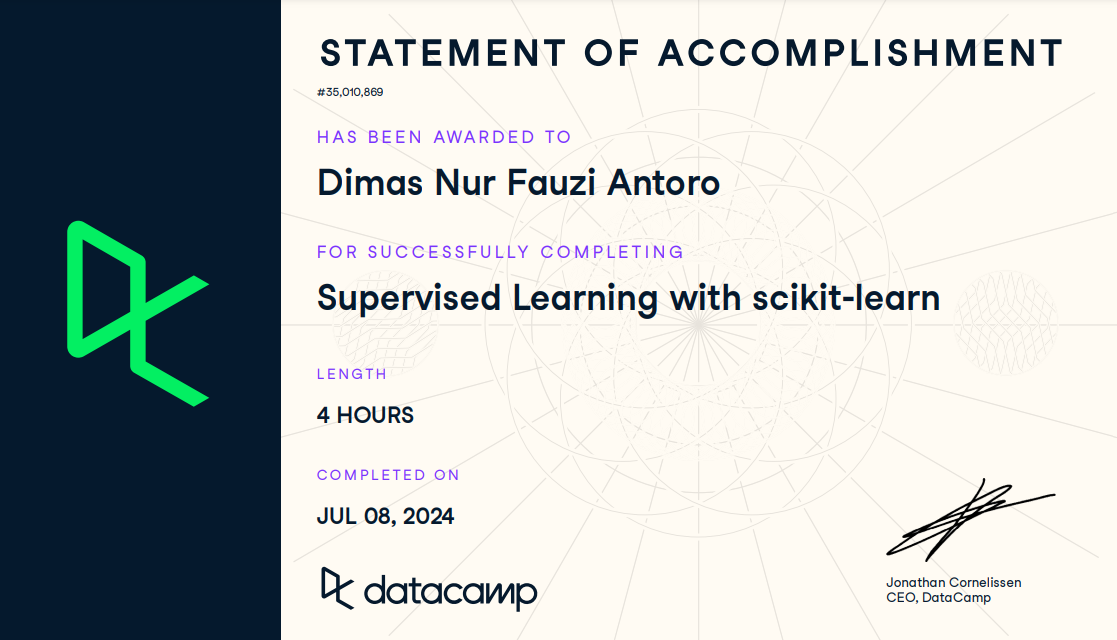 STATEMENT OF ACCOMPLISHMENT
#35,010,869
HAS BEEN AWARDED TO
Dimas Nur Fauzi Antoro
FOR SUCCESSFULLY COMPLETING
Supervised Learning with scikit-learn
LENGTH
4 HOURS
COMPLETED ON
JUL 08, 2024
datacamp
Jonathan Cornelissen
CEO, DataCamp